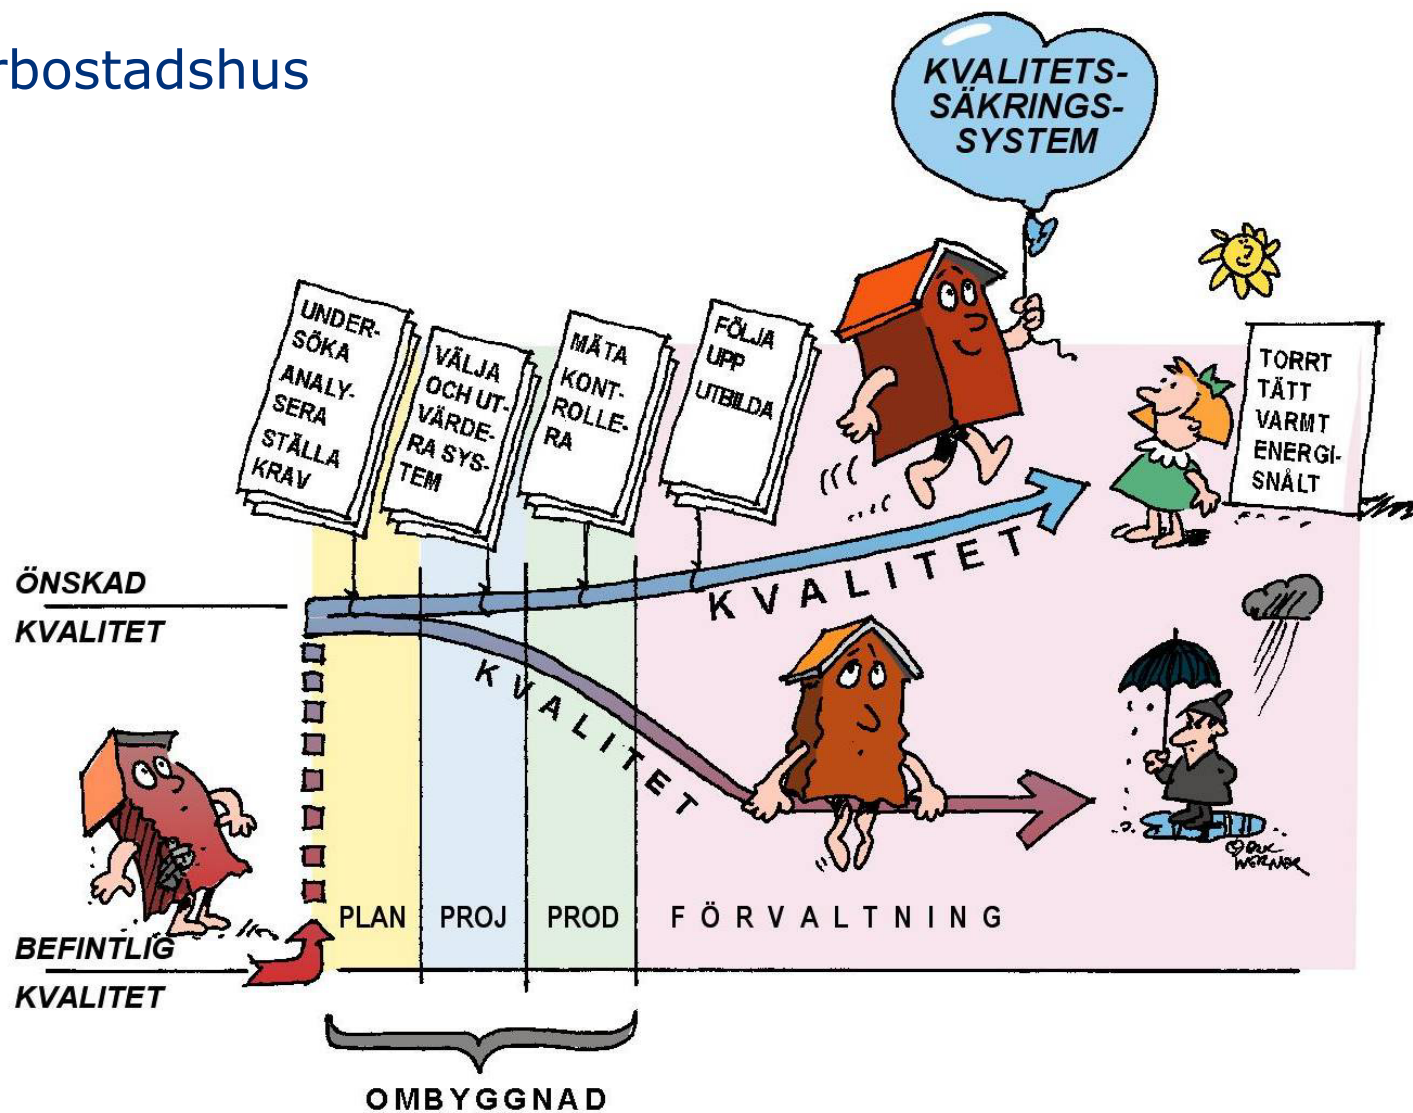 rbostadshus
KVALITETS-
SÄKRINGS-
SYSTEM
UNDER-
SÖKA
ANALY-
SERA
STÄLLA
KRAV
VÄLJA
OCH UT-
VÄRDE-
RA SYS-
TEM
MÄTA
KONT-
ROLLE-
RA
FÖLJA
UPP
UTBILDA
TORRT
TÄTT
VARMT
ENERGI-
SNÅLT
ÖNSKAD
KVALITET
KVALITET
KVALITET
WERNER
PLAN
PROJ
PROD
FÖRVALTNING
BEFINTLIG
KVALITET
OMBYGGNAD